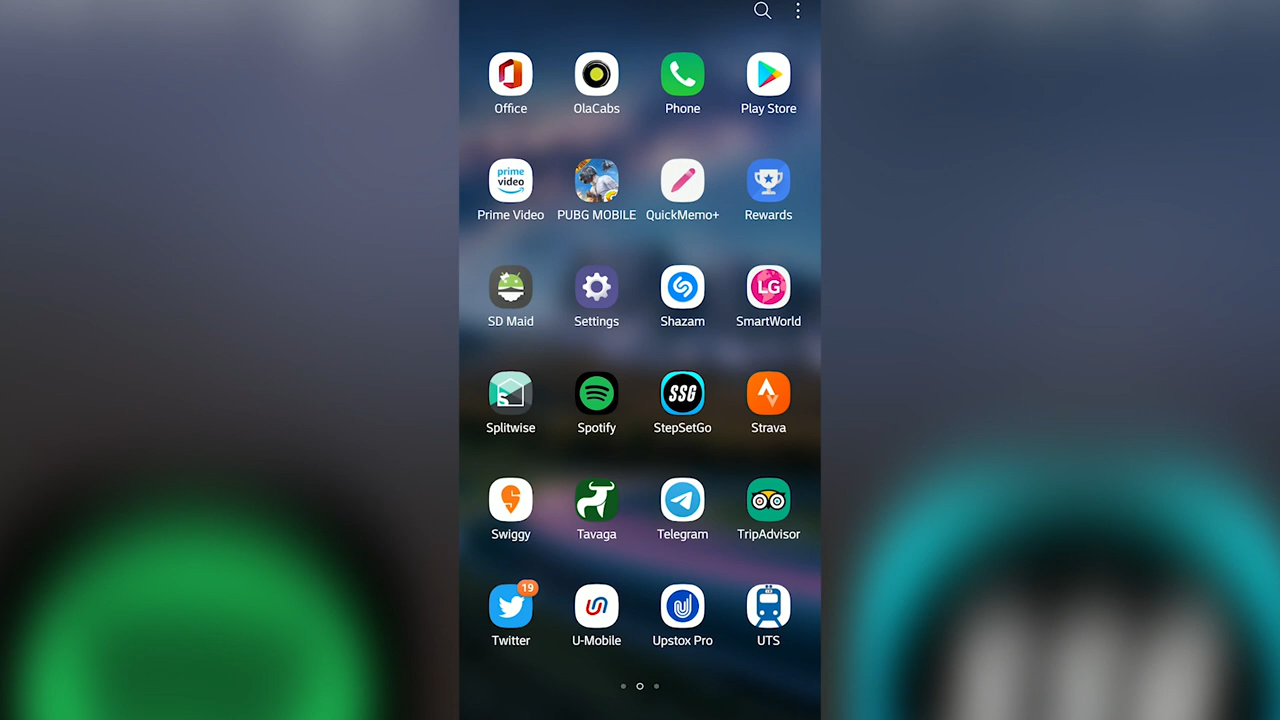 Office OlaCabs Phone Play Store
prime
video
Prime Video PUBG MOBILE QuickMemo+ Rewards
LG
SD Maid Settings Shazam SmartWorld
S SSG
Splitwise Spotify StepSetGo Strava
Swiggy Tavaga Telegram TripAdvisor
19
Twitter U-Mobile Upstox Pro UTS